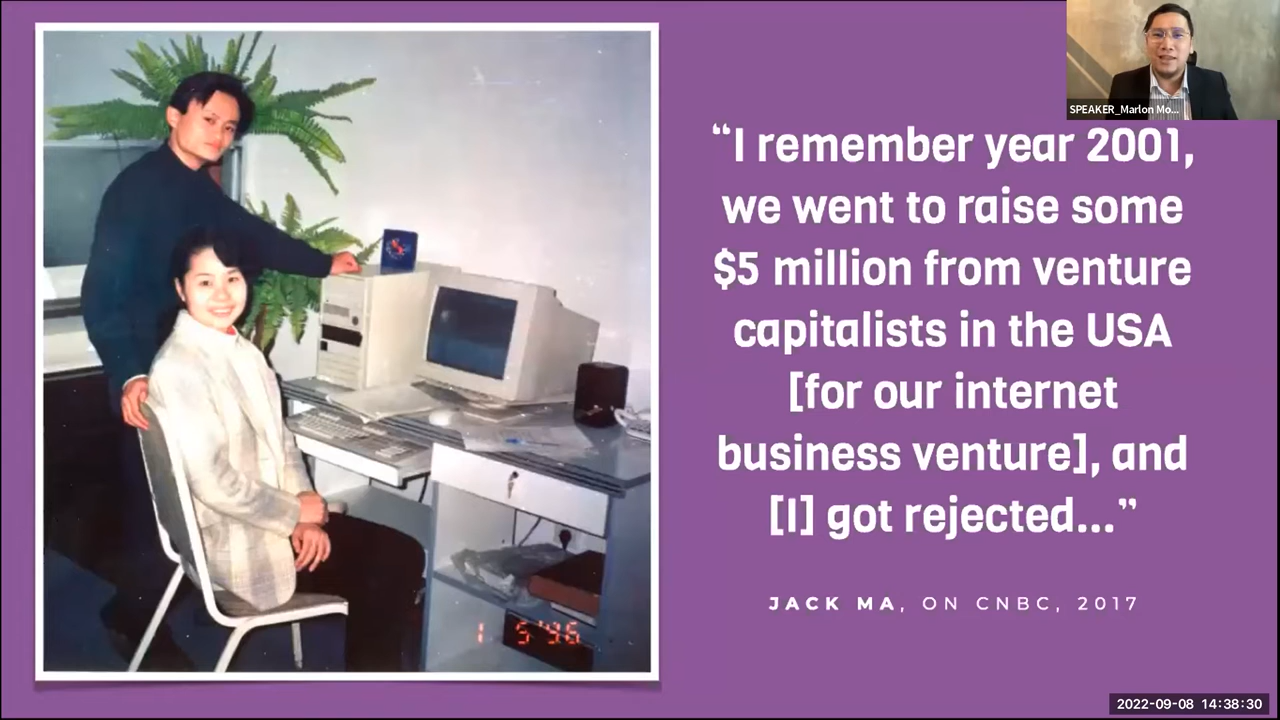 SPEAKER_Marlon Mo...
“I remember year 2001,
we went to raise some
$5 million from venture
capitalists in the USA
[for our internet
business venture], and
[I] got rejected...”
JACK MA, ON CNBC, 2017
1 5'96
2022-09-08 14:38:30